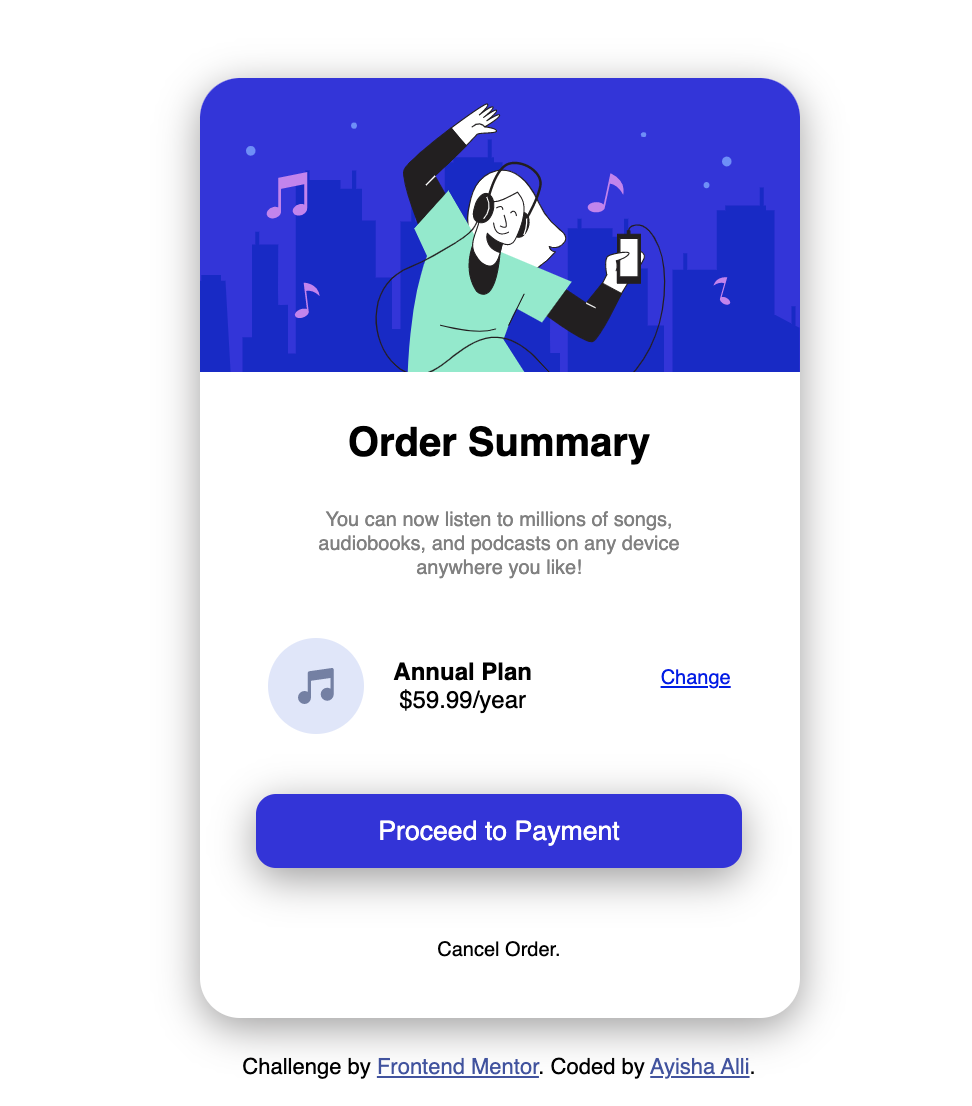 Order Summary
You can now listen to millions of songs,
audiobooks, and podcasts on any device
anywhere you like!
Annual Plan
$59.99/year
Change
Proceed to Payment
Cancel Order.
Challenge by Frontend Mentor. Coded by Ayisha Alli.